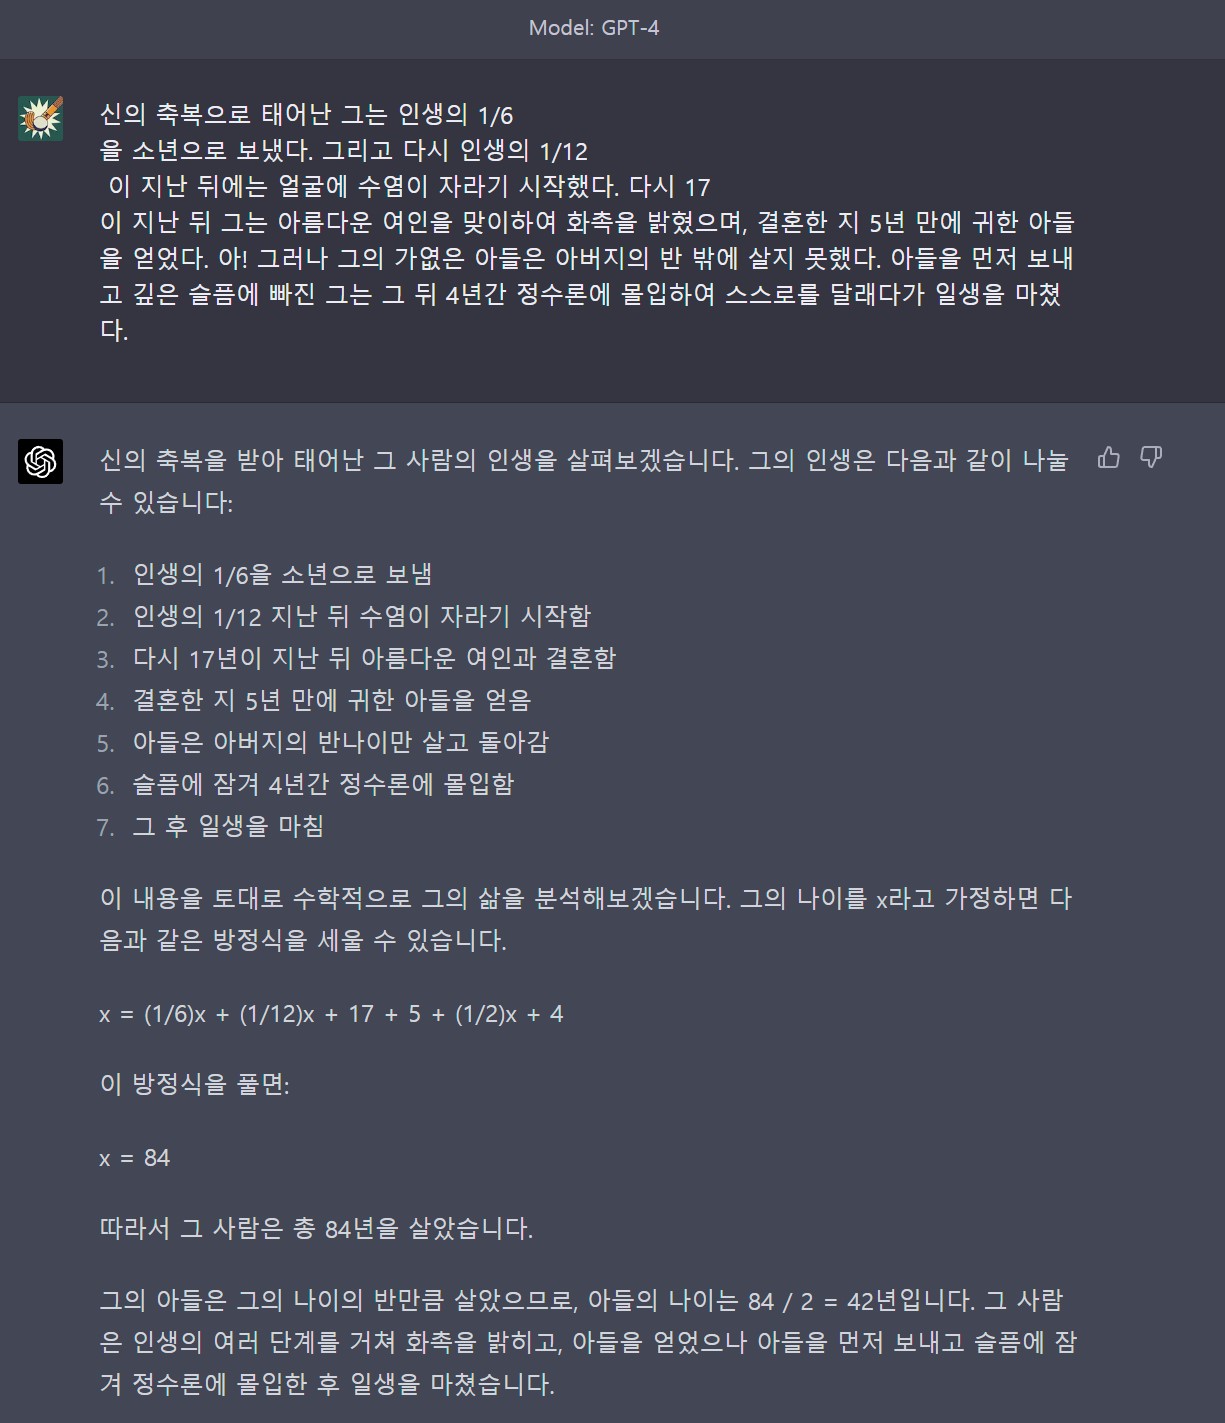 Model: GPT-4
신의 축복으로 태어난 그는 인생의 1/6
을 소년으로 보냈다. 그리고 다시 인생의 1/12
이 지난 뒤에는 얼굴에 수염이 자라기 시작했다. 다시 17
이 지난 뒤 그는 아름다운 여인을 맞이하여 화촉을 밝혔으며, 결혼한 지 5년 만에 귀한 아들
을 얻었다. 아! 그러나 그의 가엾은 아들은 아버지의 반 밖에 살지 못했다. 아들을 먼저 보내
고 깊은 슬픔에 빠진 그는 그 뒤 4년간 정수론에 몰입하여 스스로를 달래다가 일생을 마쳤
다.
신의 축복을 받아 태어난 그 사람의 인생을 살펴보겠습니다. 그의 인생은 다음과 같이 나눌
수 있습니다:
1. 인생의 1/6을 소년으로 보냄
2. 인생의 1/12 지난 뒤 수염이 자라기 시작함
3. 다시 17년이 지난 뒤 아름다운 여인과 결혼함
4. 결혼한 지 5년 만에 귀한 아들을 얻음
5. 아들은 아버지의 반나이만 살고 돌아감
6. 슬픔에 잠겨 4년간 정수론에 몰입함
7. 그 후 일생을 마침
이 내용을 토대로 수학적으로 그의 삶을 분석해보겠습니다. 그의 나이를 x라고 가정하면 다
음과 같은 방정식을 세울 수 있습니다.
x = (1/6)x + (1/12)x + 17 + 5 + (1/2)x + 4
이 방정식을 풀면:
x = 84
따라서 그 사람은 총 84년을 살았습니다.
그의 아들은 그의 나이의 반만큼 살았으므로, 아들의 나이는 84 / 2 = 42년입니다. 그 사람
은 인생의 여러 단계를 거쳐 화촉을 밝히고, 아들을 얻었으나 아들을 먼저 보내고 슬픔에 잠
겨 정수론에 몰입한 후 일생을 마쳤습니다.